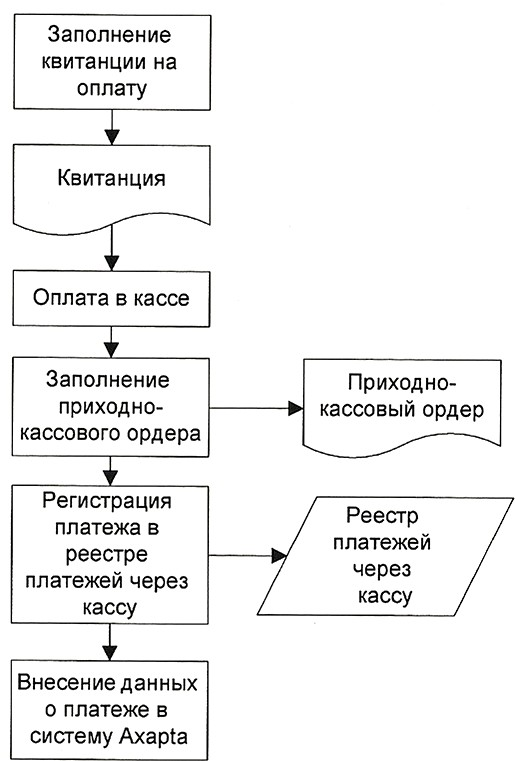 Заполнение
квитанции на
оплату
Квитанция
Оплата в кассе
Заполнение
приходно-
кассового ордера
Приходно-
кассовый ордер
Регистрация
платежа в
реестре
платежей через
кассу
Реестр
платежей
через
кассу
Внесение данных
о платеже в
систему Axapta